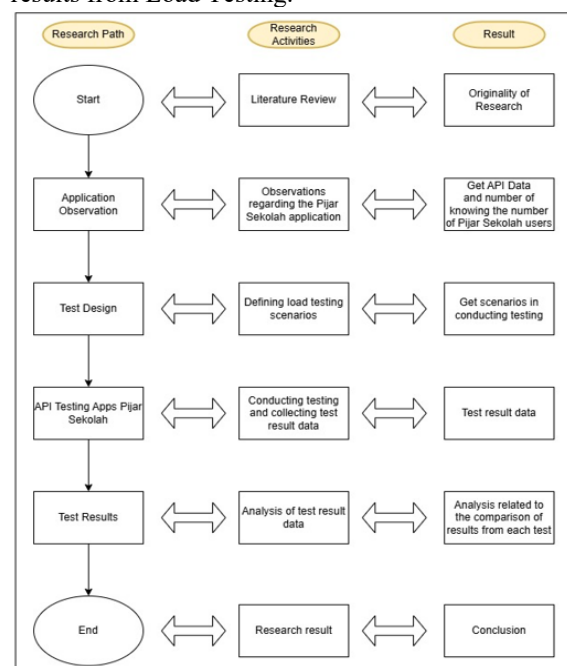 results from Load Testing.
Research Path
Research
Activities
Result
Start
Literature Review
Originality of
Research
Application
Observation
Observations
regarding the Pijar
Sekolah application
Get API Data
and number of
knowing the number
of Pijar Sekolah users
Test Design
Defining load testing
scenarios
Get scenarios in
conducting testing
API Testing Apps Pijar
Sekolah
Conducting testing
and collecting test
result data
Test result data
Test Results
Analysis of test result
data
Analysis related to
the comparison of
results from each test
End
Research result
Conclusion